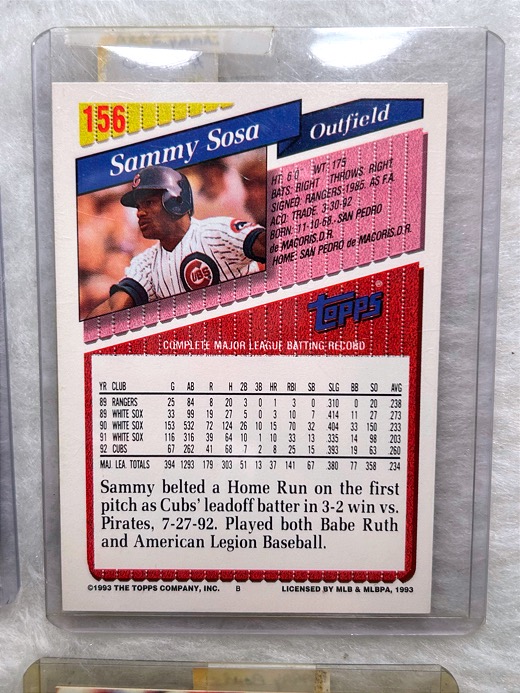 156
Sammy Sosa
Outfield
HT: 6'0" WT: 175
BATS: RIGHT THROWS: RIGHT
SIGNED: RANGERS-1985, AS F.A.
ACQ: TRADE, 3-30-92
BORN: 11-10-68, SAN PEDRO
de MACORIS, D.R.
HOME: SAN PEDRO de MACORIS, D.R.
CUBS
Topps®
COMPLETE MAJOR LEAGUE BATTING RECORD
YR CLUB G AB R H 2B 3B HR RBI SB SLG BB SO AVG
89 RANGERS 25 84 8 20 3 0 1 3 0 .310 0 20 .238
89 WHITE SOX 33 99 19 27 5 0 3 10 7 .414 11 27 .273
90 WHITE SOX 153 532 72 124 26 10 15 70 32 .404 33 150 .233
91 WHITE SOX 116 316 39 64 10 1 10 33 13 .335 14 98 .203
92 CUBS 67 262 41 68 7 2 8 25 15 .393 19 63 .260
MAJ. LEA. TOTALS 394 1293 179 303 51 13 37 141 67 .380 77 358 .234
Sammy belted a Home Run on the first
pitch as Cubs' leadoff batter in 3-2 win vs.
Pirates, 7-27-92. Played both Babe Ruth
and American Legion Baseball.
©1993 THE TOPPS COMPANY, INC. B LICENSED BY MLB & MLBPA, 1993